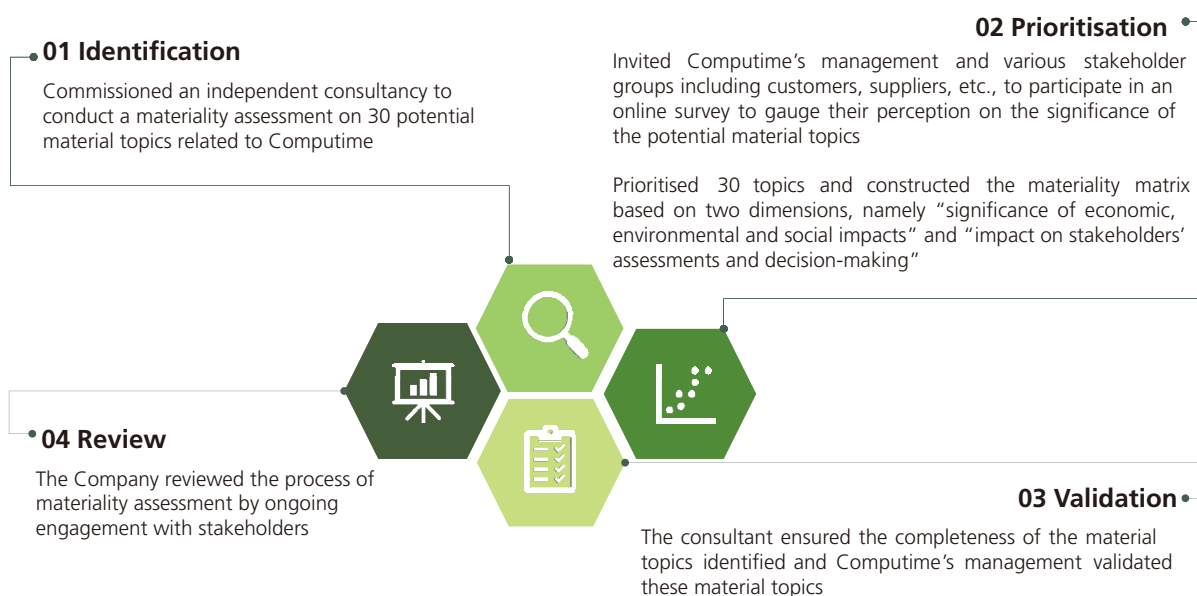 01 Identification
Commissioned an independent consultancy to
conduct a materiality assessment on 30 potential
material topics related to Computime
02 Prioritisation
Invited Computime’s management and various stakeholder
groups including customers, suppliers, etc., to participate in an
online survey to gauge their perception on the significance of
the potential material topics
Prioritised 30 topics and constructed the materiality matrix
based on two dimensions, namely “significance of economic,
environmental and social impacts” and “impact on stakeholders’
assessments and decision-making”
03 Validation
The consultant ensured the completeness of the material
topics identified and Computime’s management validated
these material topics
04 Review
The Company reviewed the process of
materiality assessment by ongoing
engagement with stakeholders